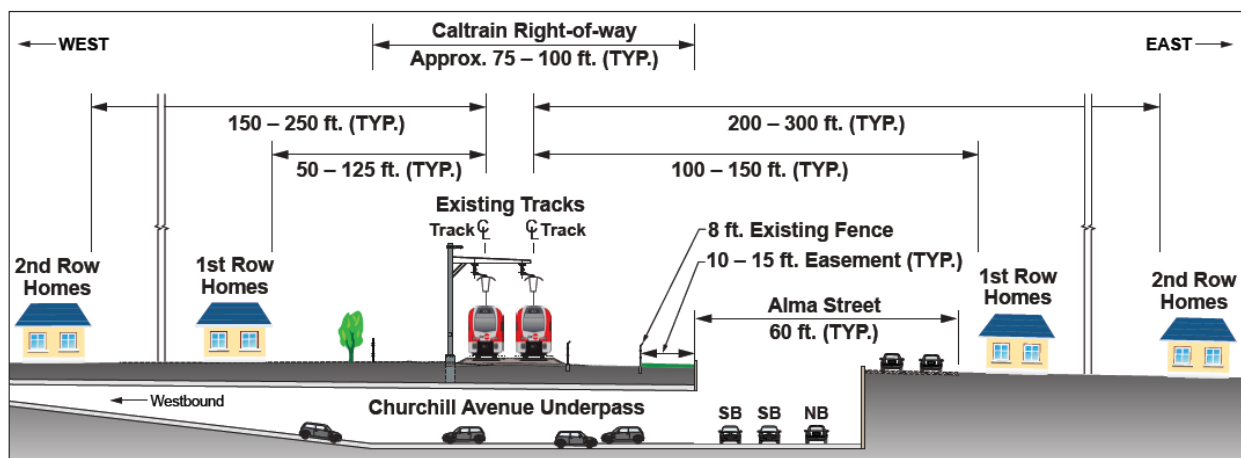 Caltrain Right-of-way
WEST
EAST
Approx. 75 – 100 ft. (TYP.)
150 – 250 ft. (TYP.)
200 – 300 ft. (TYP.)
50 – 125 ft. (TYP.)
100 – 150 ft. (TYP.)
Existing Tracks
Track ℄ ℄ Track
8 ft. Existing Fence
10 – 15 ft. Easement (TYP.)
2nd Row
Homes
1st Row
Homes
Alma Street
60 ft. (TYP.)
1st Row
Homes
2nd Row
Homes
Westbound
Churchill Avenue Underpass
SB SB NB